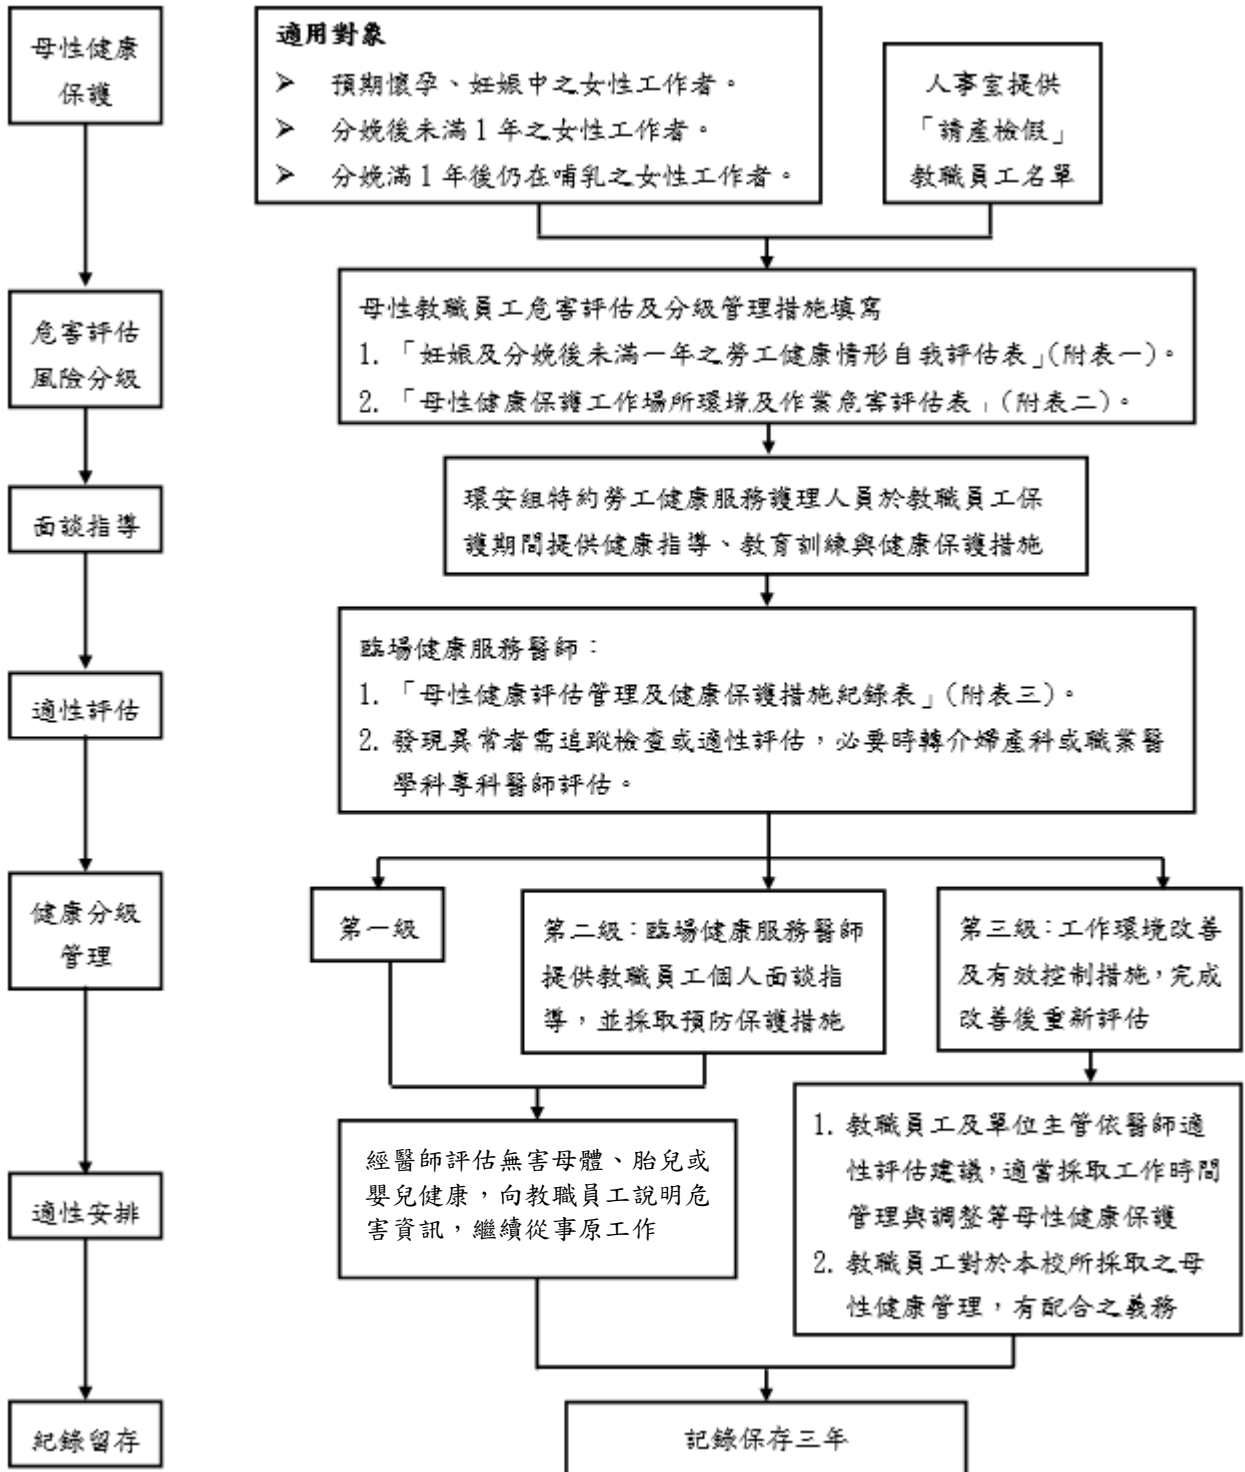 母性健康
保護
適用對象
➢ 預期懷孕、妊娠中之女性工作者。
➢ 分娩後未滿1年之女性工作者。
➢ 分娩滿1年後仍在哺乳之女性工作者。
人事室提供
「請產檢假」
教職員工名單
危害評估
風險分級
母性教職員工危害評估及分級管理措施填寫
1. 「妊娠及分娩後未滿一年之勞工健康情形自我評估表」(附表一)。
2. 「母性健康保護工作場所環境及作業危害評估表」(附表二)。
面談指導
環安組特約勞工健康服務護理人員於教職員工保
護期間提供健康指導、教育訓練與健康保護措施
適性評估
臨場健康服務醫師：
1. 「母性健康評估管理及健康保護措施紀錄表」(附表三)。
2. 發現異常者需追蹤檢查或適性評估，必要時轉介婦產科或職業醫
學科專科醫師評估。
健康分級
管理
第一級
第二級：臨場健康服務醫師
提供教職員工個人面談指
導，並採取預防保護措施
第三級：工作環境改善
及有效控制措施，完成
改善後重新評估
適性安排
經醫師評估無害母體、胎兒或
嬰兒健康，向教職員工說明危
害資訊，繼續從事原工作
1. 教職員工及單位主管依醫師適
性評估建議，適當採取工作時間
管理與調整等母性健康保護
2. 教職員工對於本校所採取之母
性健康管理，有配合之義務
紀錄留存
記錄保存三年